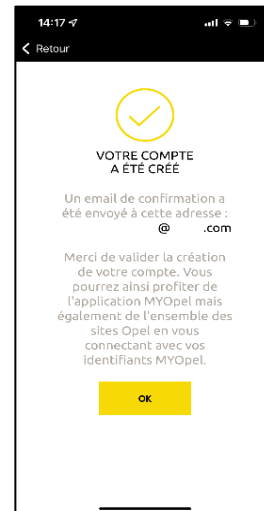 14:17
Retour
VOTRE COMPTE
A ÉTÉ CRÉÉ
Un email de confirmation a
été envoyé à cette adresse :
@ .com
Merci de valider la création
de votre compte. Vous
pourrez ainsi profiter de
l'application MYOpel mais
également de l'ensemble des
sites Opel en vous
connectant avec vos
identifiants MYOpel.
OK